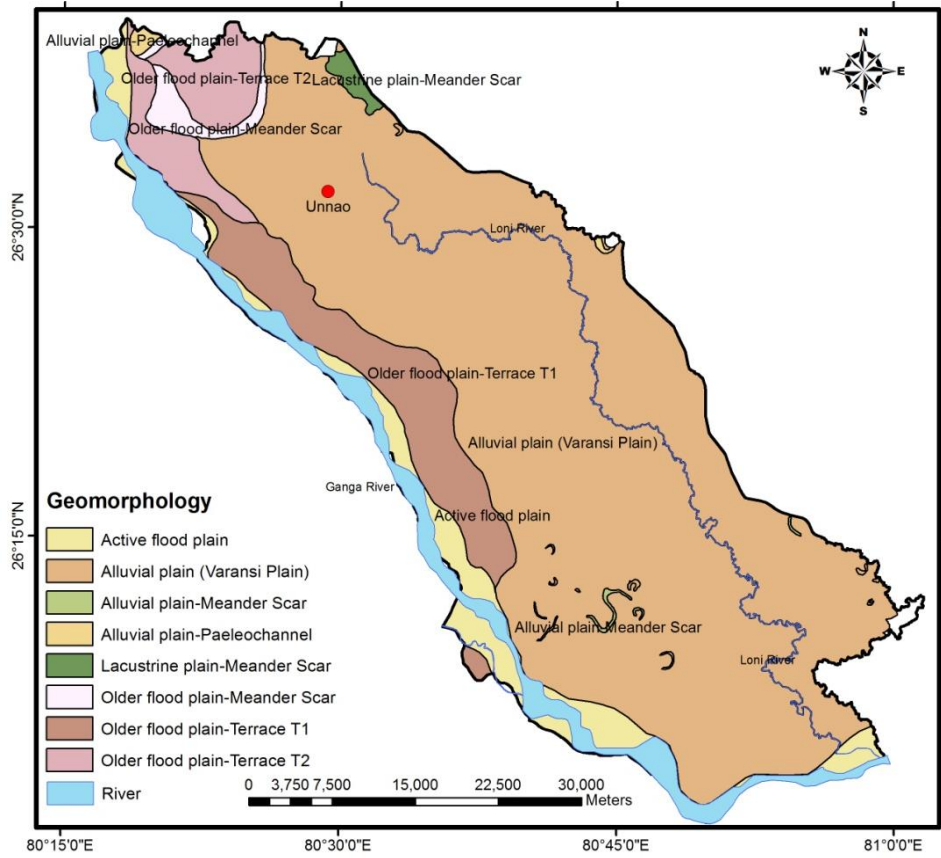 Alluvial plain-Paeleochannel
Older flood plain-Terrace T2
Lacustrine plain-Meander Scar
Older flood plain-Meander Scar
N
W
E
S
Unnao
Loni River
Older flood plain-Terrace T1
Alluvial plain (Varansi Plain)
Ganga River
Active flood plain
Alluvial plain-Meander Scar
Loni River
26°30'0"N
26°15'0"N
Geomorphology
Active flood plain
Alluvial plain (Varansi Plain)
Alluvial plain-Meander Scar
Alluvial plain-Paeleochannel
Lacustrine plain-Meander Scar
Older flood plain-Meander Scar
Older flood plain-Terrace T1
Older flood plain-Terrace T2
River
0 3,750 7,500 15,000 22,500 30,000
Meters
80°15'0"E 80°30'0"E 80°45'0"E 81°0'0"E